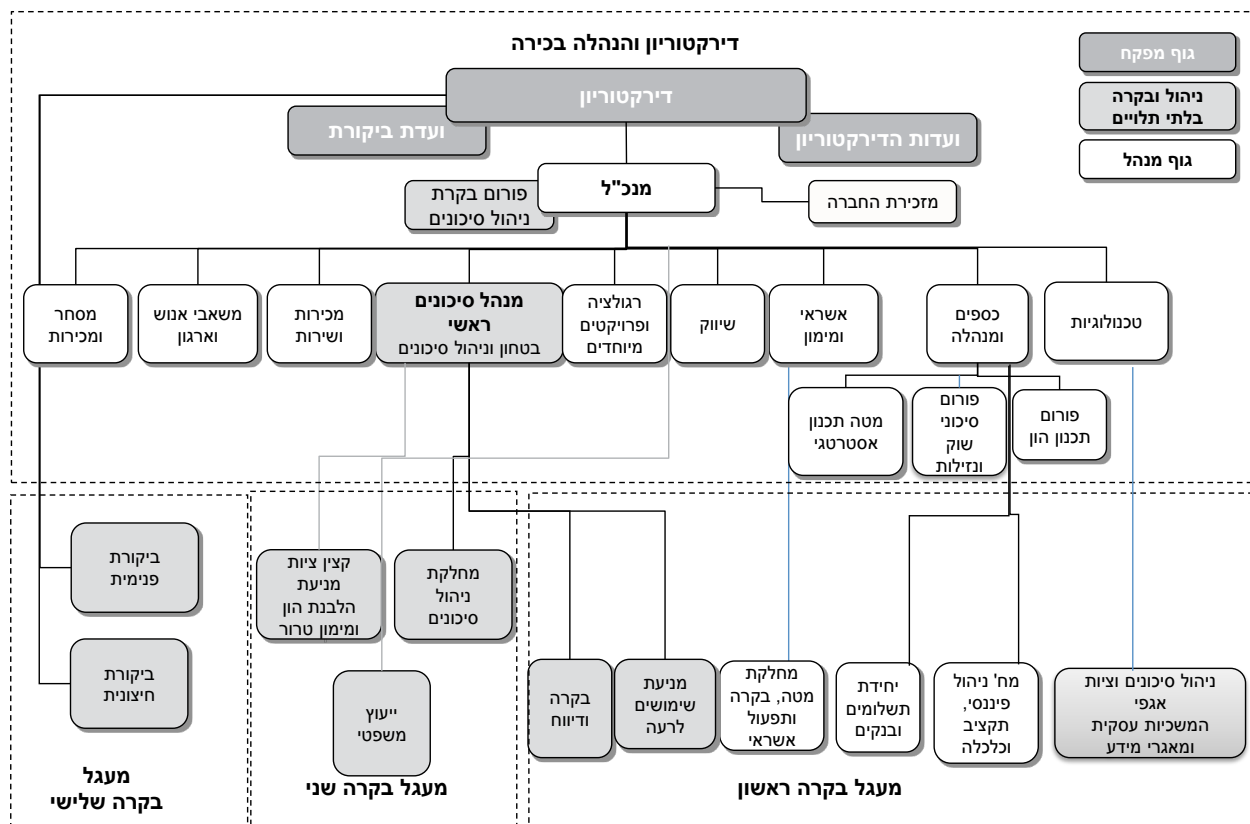 דירקטוריון והנהלה בכירה
גוף מפקח
ניהול ובקרה
בלתי תלויים
גוף מנהל
דירקטוריון
ועדות הדירקטוריון
ועדת ביקורת
מנכ"ל
פורום בקרת
ניהול סיכונים
מזכירת החברה
טכנולוגיות
כספים
ומנהלה
אשראי
ומימון
שיווק
רגולציה
ופרויקטים
מיוחדים
מנהל סיכונים
ראשי
בטחון וניהול סיכונים
מכירות
ושירות
משאבי אנוש
וארגון
מסחר
ומכירות
פורום
תכנון הון
פורום
סיכוני
שוק
ונזילות
מטה תכנון
אסטרטגי
ניהול סיכונים וציות
אגפי
המשכיות עסקית
ומאגרי מידע
מח' ניהול
פיננסי,
תקציב
וכלכלה
יחידת
תשלומים
ובנקים
מחלקת
מטה, בקרה
ותפעול
אשראי
מניעת
שימושים
לרעה
בקרה
ודיווח
מעגל בקרה ראשון
מחלקת
ניהול
סיכונים
קצין ציות
מניעת
הלבנת הון
ומימון טרור
ייעוץ
משפטי
מעגל בקרה שני
ביקורת
פנימית
ביקורת
חיצונית
מעגל
בקרה שלישי